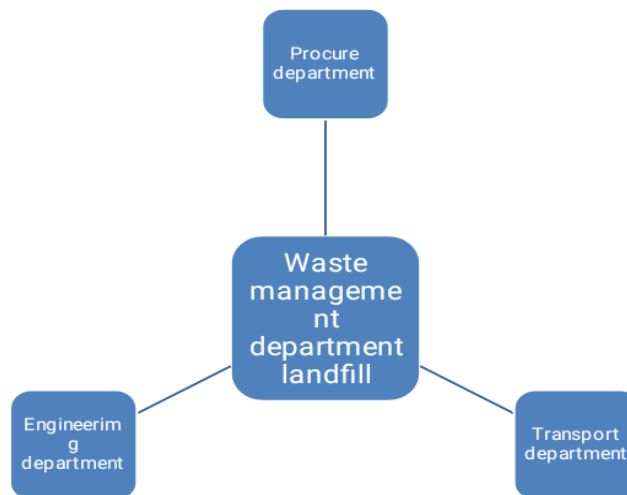 Procure
department
Waste
manageme
nt
department
landfill
Engineerim
g
department
Transport
department